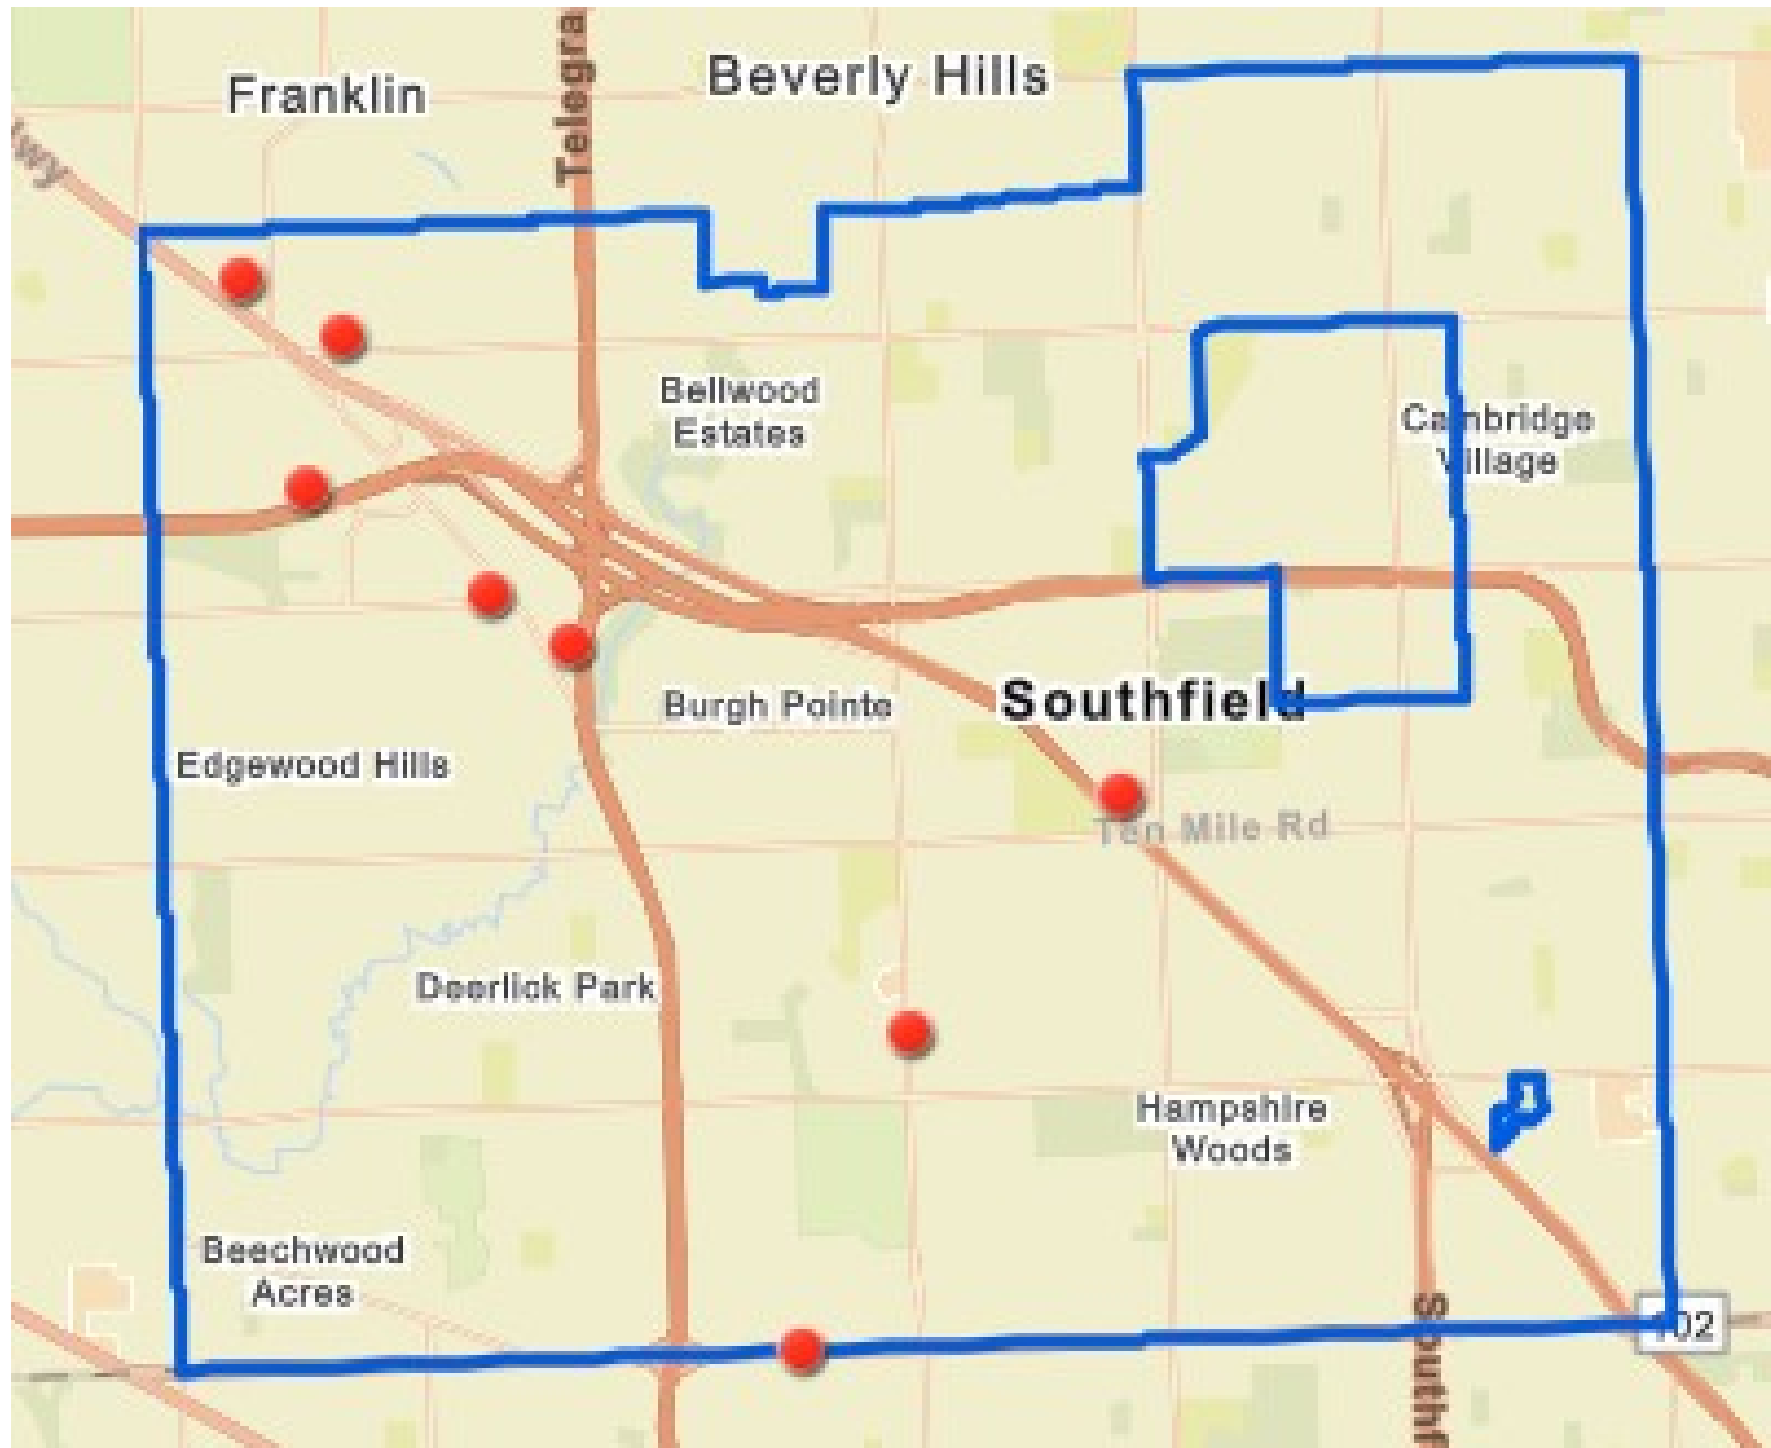 Telegra
Beverly Hills
Franklin
wy
Bellwood
Estates
Cambridge
Village
Southfield
Burgh Pointe
Edgewood Hills
Ten Mile Rd
Deerlick Park
Hampshire
Woods
Beechwood
Acres
102
Southf